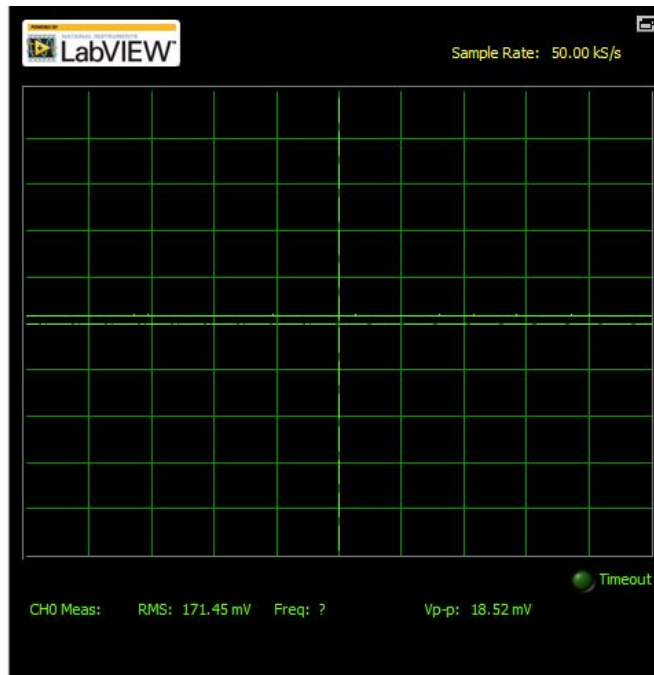 POWERED BY
NATIONAL INSTRUMENTS
LabVIEW™
Sample Rate: 50.00 kS/s
Timeout
CH0 Meas: RMS: 171.45 mV Freq: ? Vp-p: 18.52 mV